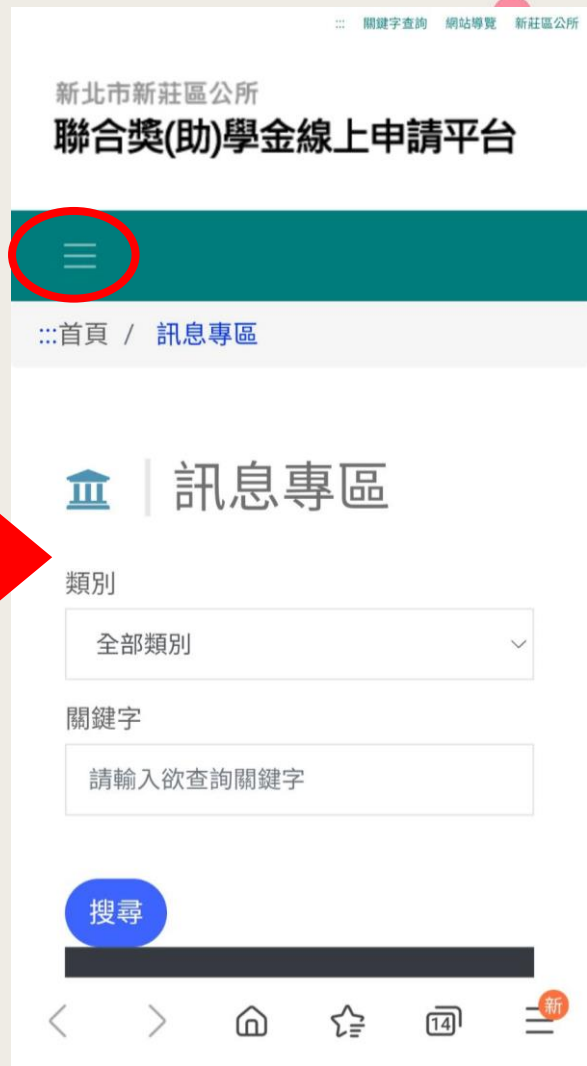 ::: 關鍵字查詢 網站導覽 新莊區公所
新北市新莊區公所
聯合獎(助)學金線上申請平台
:::首頁 / 訊息專區
訊息專區
類別
全部類別
關鍵字
請輸入欲查詢關鍵字
搜尋
14
新